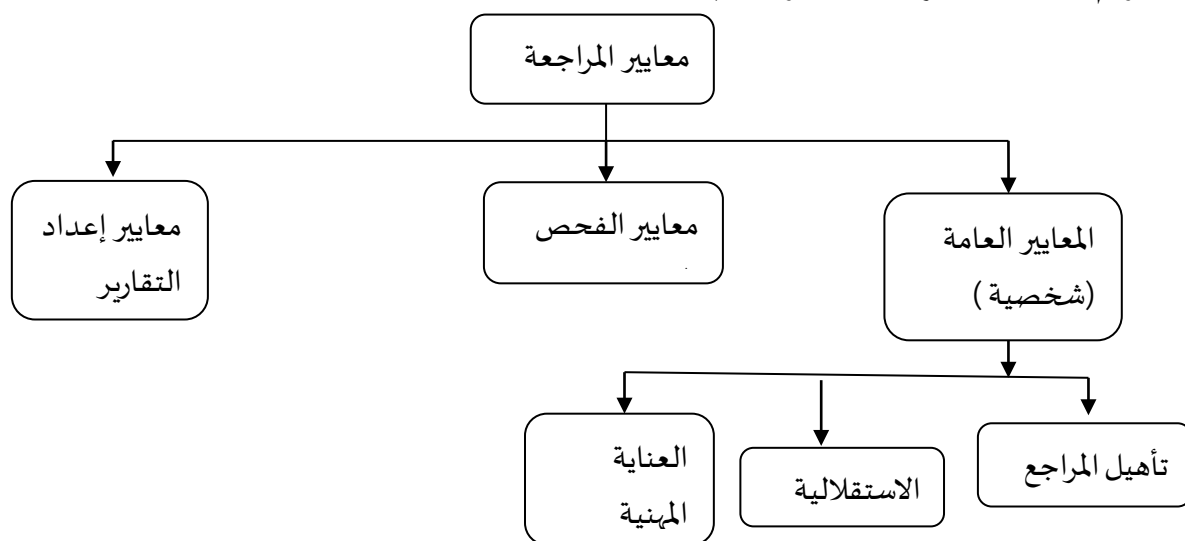 معايير المراجعة
المعايير العامة
(شخصية )
معايير الفحص
معايير إعداد
التقارير
تأهيل المراجع
الاستقلالية
العناية
المهنية